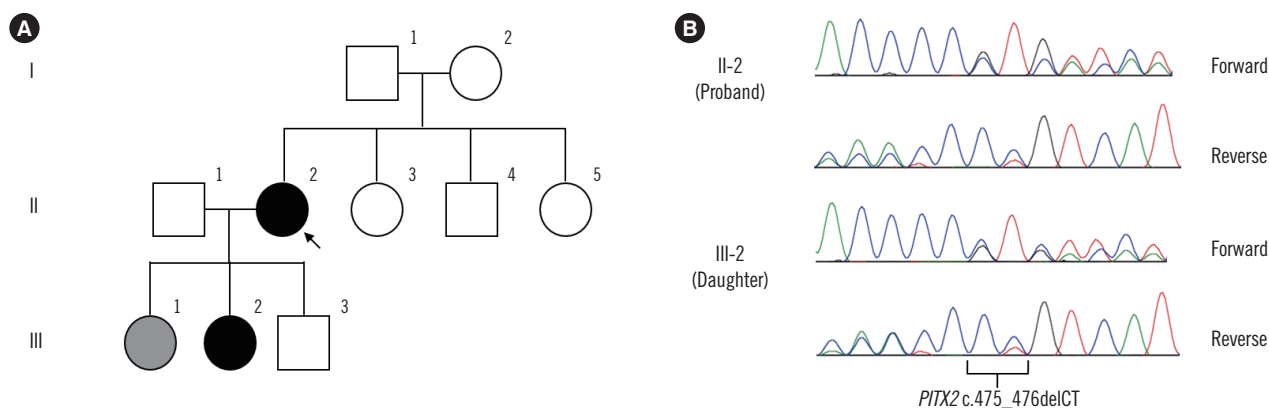 A
I
1
2
II
1
2
3
4
5
III
1
2
3
B
II-2
(Proband)
Forward
Reverse
III-2
(Daughter)
Forward
Reverse
PITX2 c.475_476delCT